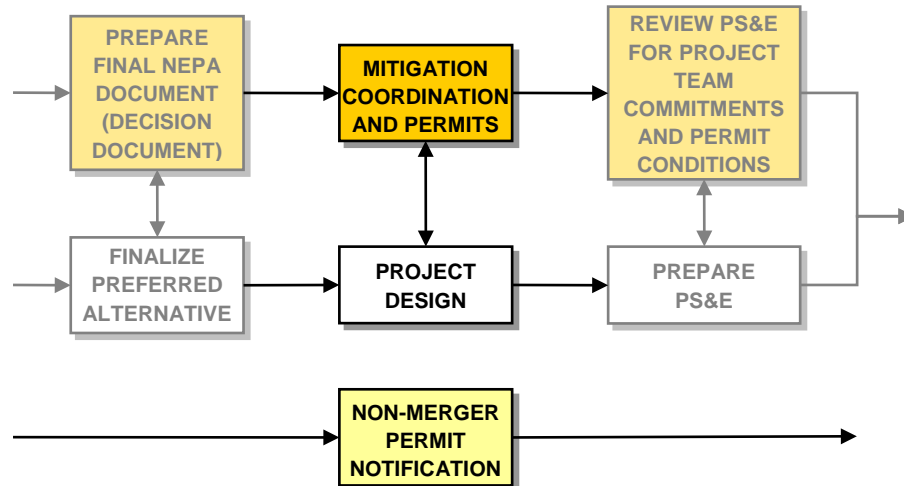 PREPARE
FINAL NEPA
DOCUMENT
(DECISION
DOCUMENT)
MITIGATION
COORDINATION
AND PERMITS
REVIEW PS&E
FOR PROJECT
TEAM
COMMITMENTS
AND PERMIT
CONDITIONS
FINALIZE
PREFERRED
ALTERNATIVE
PROJECT
DESIGN
PREPARE
PS&E
NON-MERGER
PERMIT
NOTIFICATION